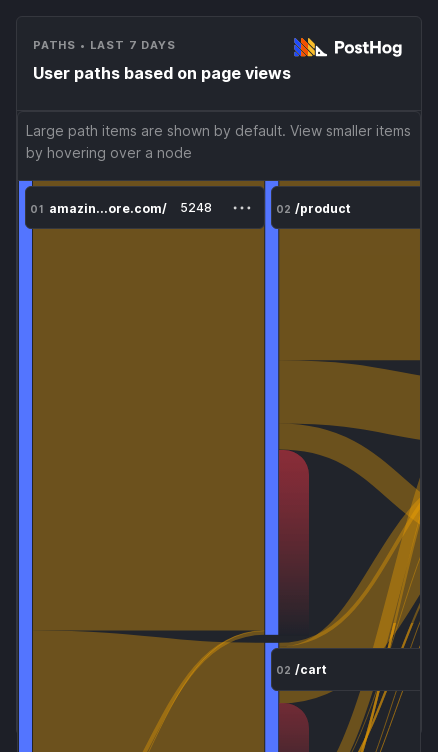 PATHS • LAST 7 DAYS
PostHog
User paths based on page views
Large path items are shown by default. View smaller items
by hovering over a node
01 amazin...ore.com/ 5248 ...
02 /product
02 /cart